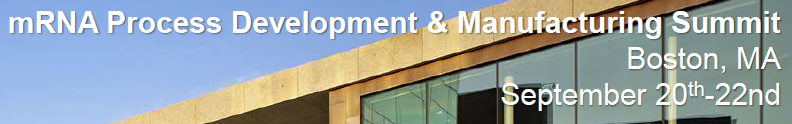 mRNA Process Development & Manufacturing Summit
Boston, MA
September 20th-22nd